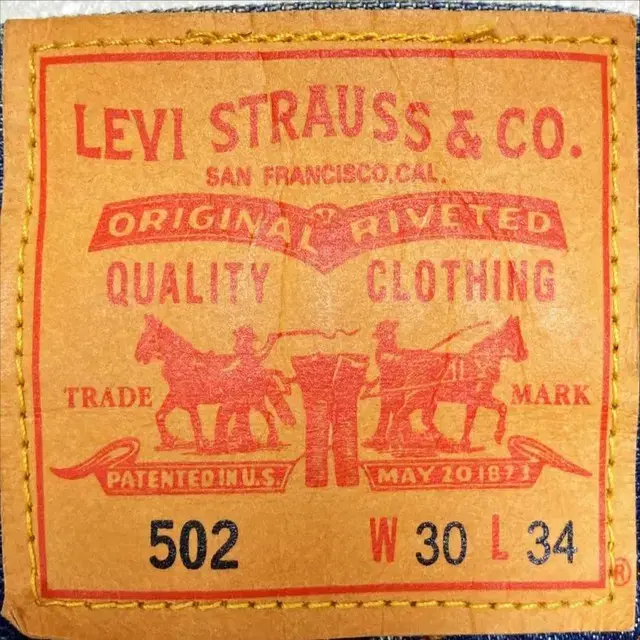 LEVI STRAUSS & CO.
SAN FRANCISCO, CAL.
ORIGINAL RIVETED
QUALITY CLOTHING
TRADE MARK
PATENTED IN U.S. MAY 20 1873
502 W 30 L 34
®